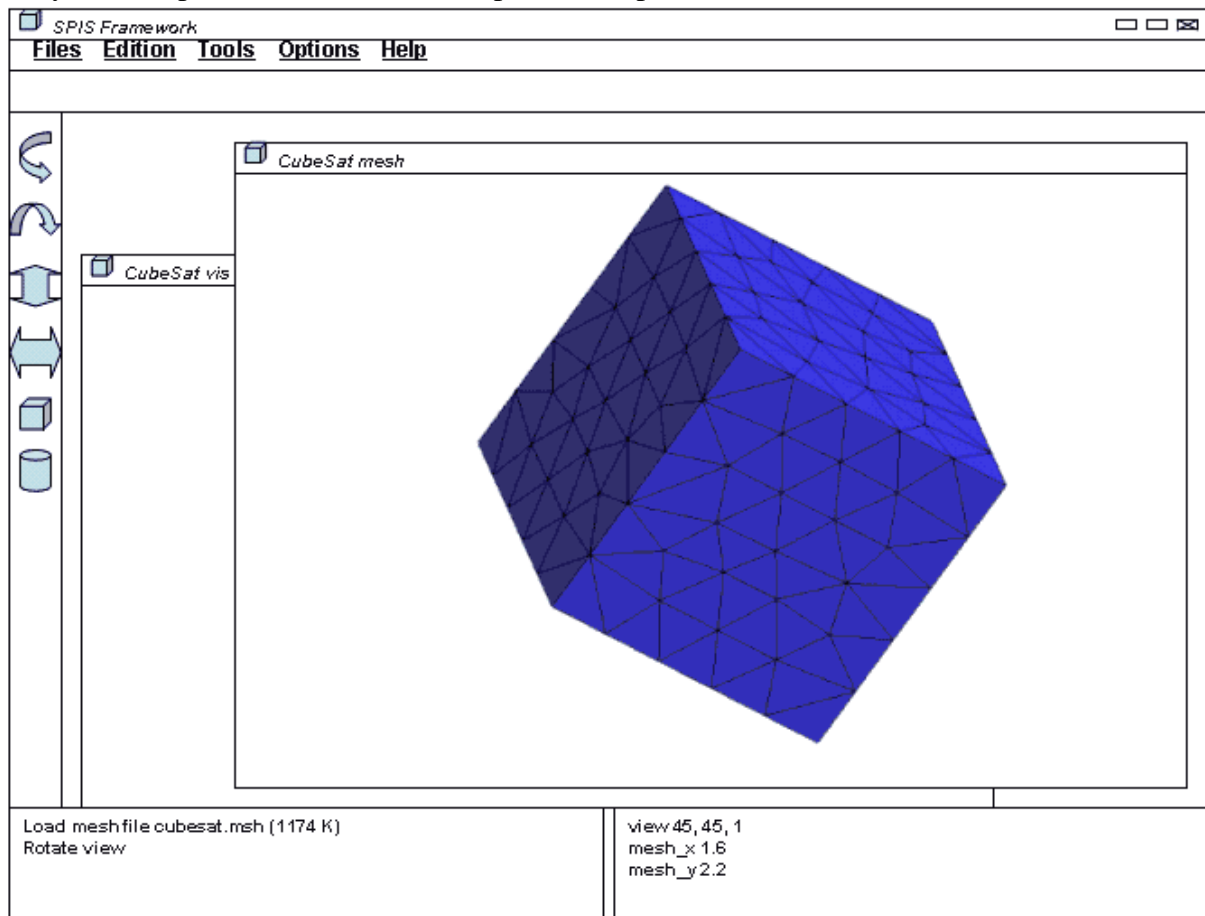 SPIS Framework
Files Edition Tools Options Help
CubeSat mesh
CubeSat vis
Load mesh file cubesat.msh (1174 K)
Rotate view
view 45, 45, 1
mesh_x 1.6
mesh_y 2.2